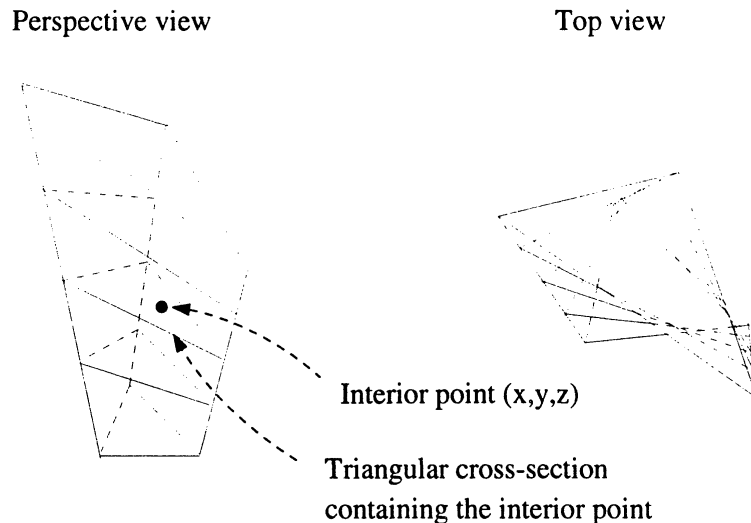 Perspective view
Top view
Interior point (x,y,z)
Triangular cross-section
containing the interior point